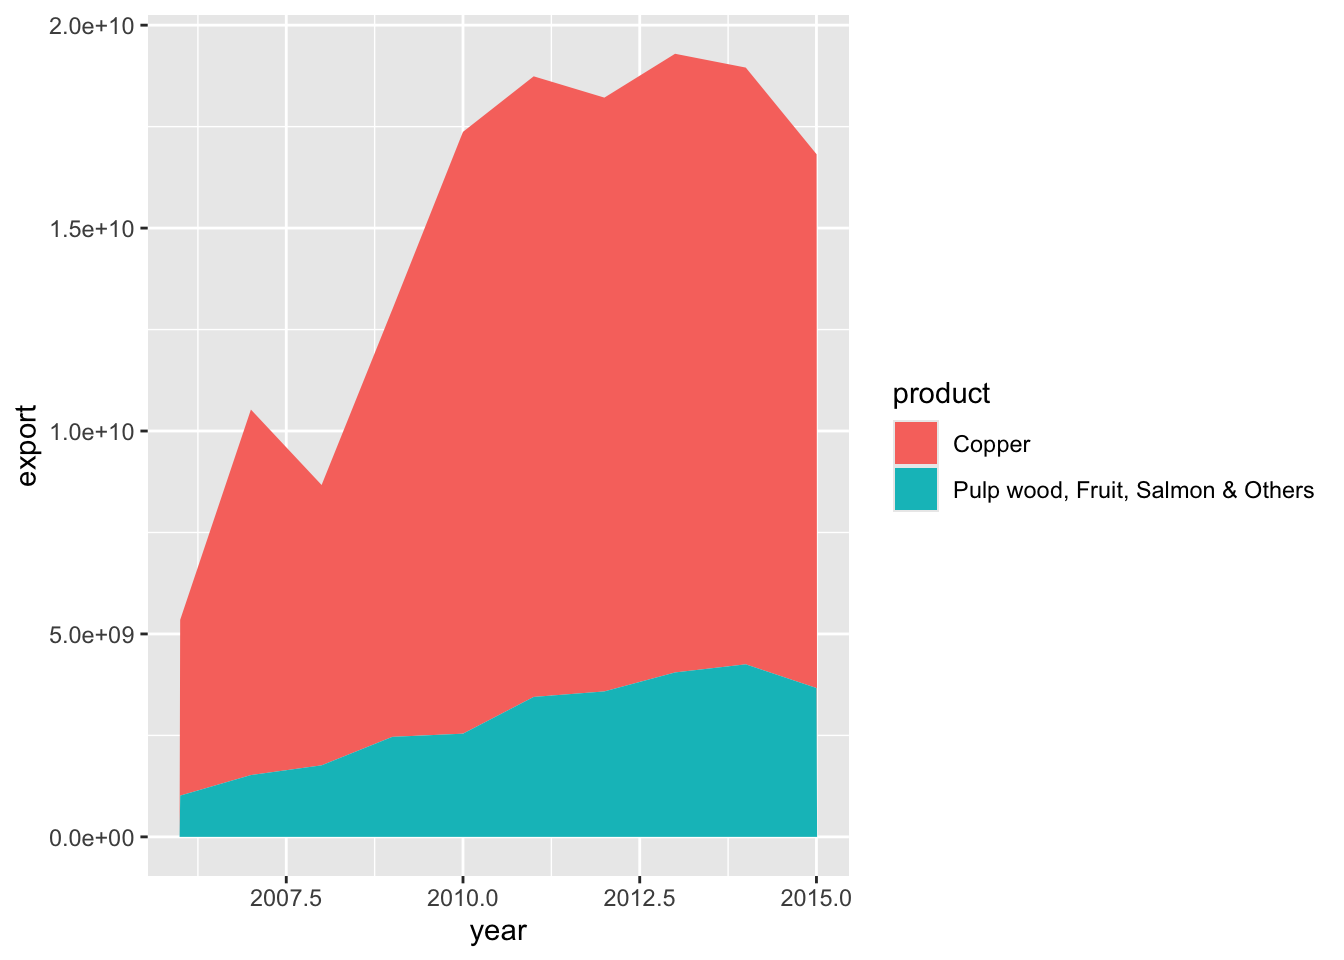 2.0e+10
1.5e+10
1.0e+10
5.0e+09
0.0e+00
export
2007.5 2010.0 2012.5 2015.0
year
product
Copper
Pulp wood, Fruit, Salmon & Others